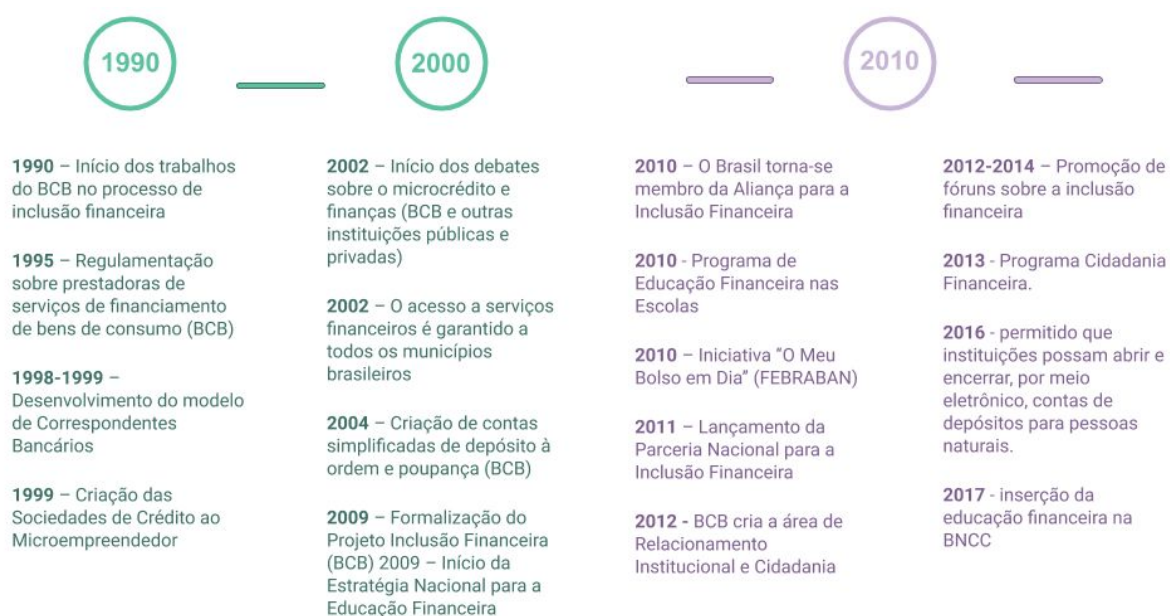 1990
2000
2010
1990 – Início dos trabalhos
do BCB no processo de
inclusão financeira
1995 – Regulamentação
sobre prestadoras de
serviços de financiamento
de bens de consumo (BCB)
1998-1999 –
Desenvolvimento do modelo
de Correspondentes
Bancários
1999 – Criação das
Sociedades de Crédito ao
Microempreendedor
2002 – Início dos debates
sobre o microcrédito e
finanças (BCB e outras
instituições públicas e
privadas)
2002 – O acesso a serviços
financeiros é garantido a
todos os municípios
brasileiros
2004 – Criação de contas
simplificadas de depósito à
ordem e poupança (BCB)
2009 – Formalização do
Projeto Inclusão Financeira
(BCB) 2009 – Início da
Estratégia Nacional para a
Educação Financeira
2010 – O Brasil torna-se
membro da Aliança para a
Inclusão Financeira
2010 - Programa de
Educação Financeira nas
Escolas
2010 – Iniciativa “O Meu
Bolso em Dia” (FEBRABAN)
2011 – Lançamento da
Parceria Nacional para a
Inclusão Financeira
2012 - BCB cria a área de
Relacionamento
Institucional e Cidadania
2012-2014 – Promoção de
fóruns sobre a inclusão
financeira
2013 - Programa Cidadania
Financeira.
2016 - permitido que
instituições possam abrir e
encerrar, por meio
eletrônico, contas de
depósitos para pessoas
naturais.
2017 - inserção da
educação financeira na
BNCC